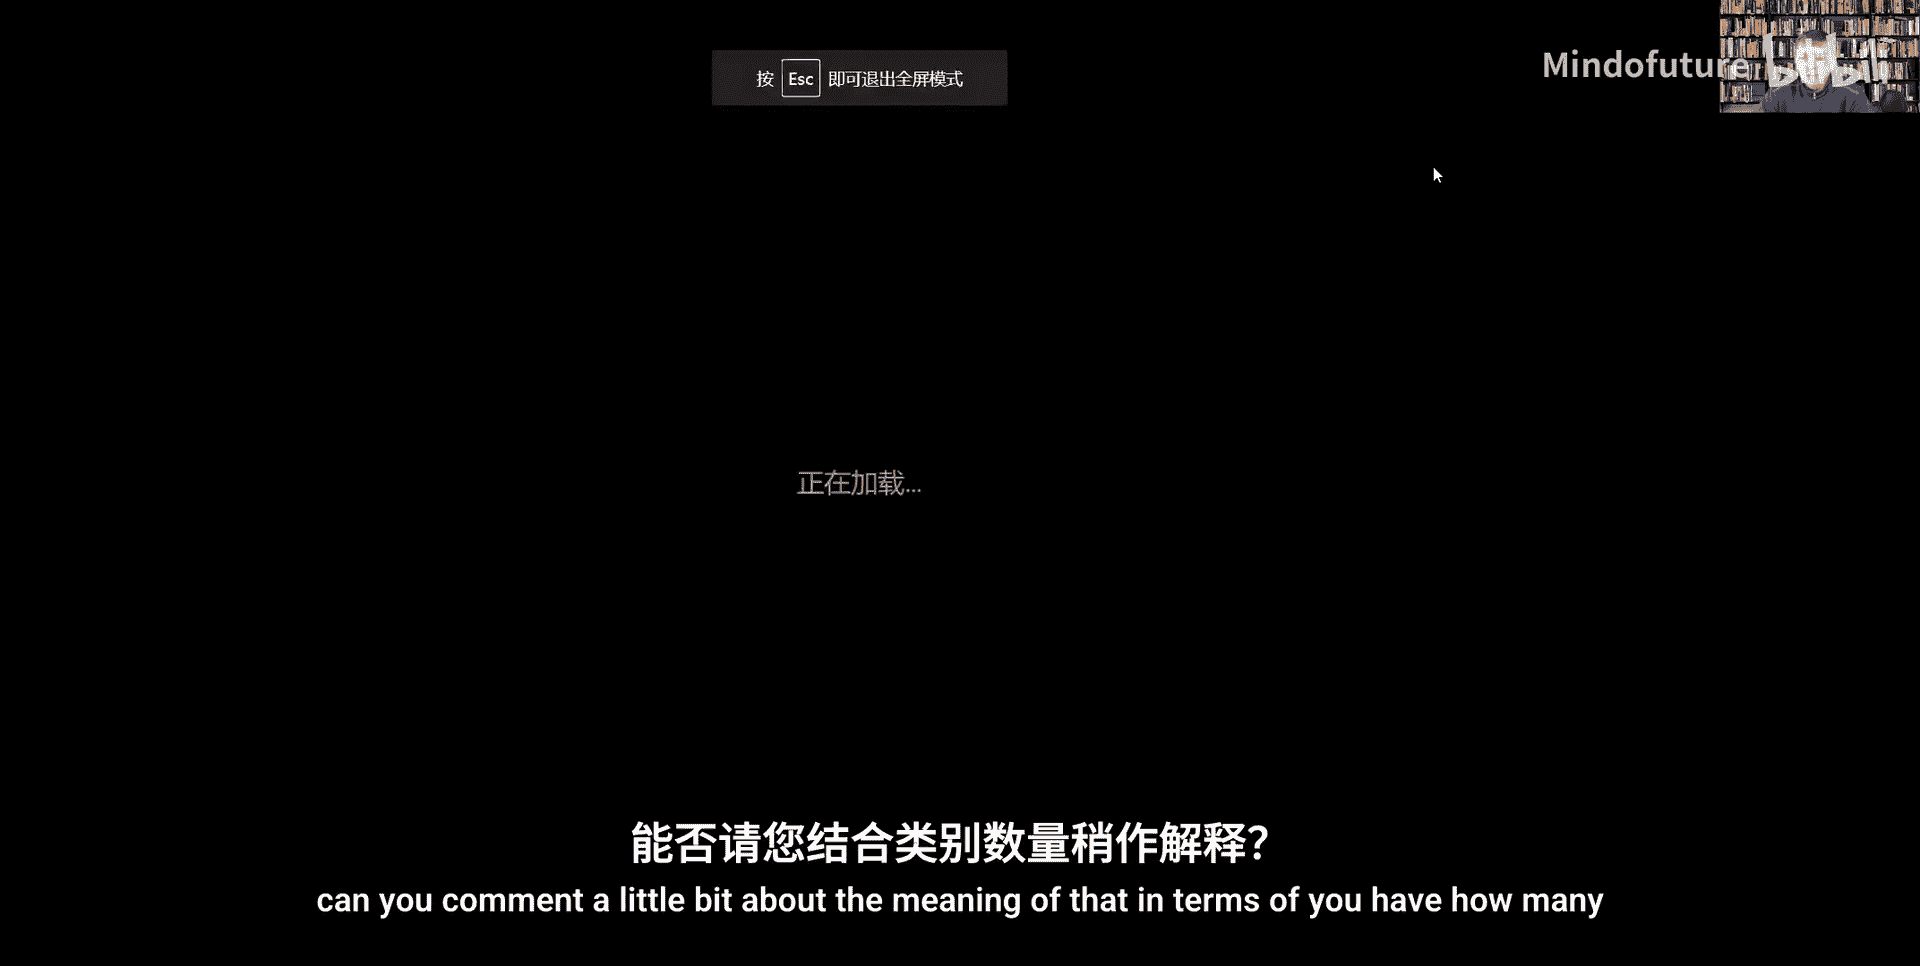 按 Esc 即可退出全屏模式
Mindofuture
bilibili
正在加载...
能否请您结合类别数量稍作解释？
can you comment a little bit about the meaning of that in terms of you have how many